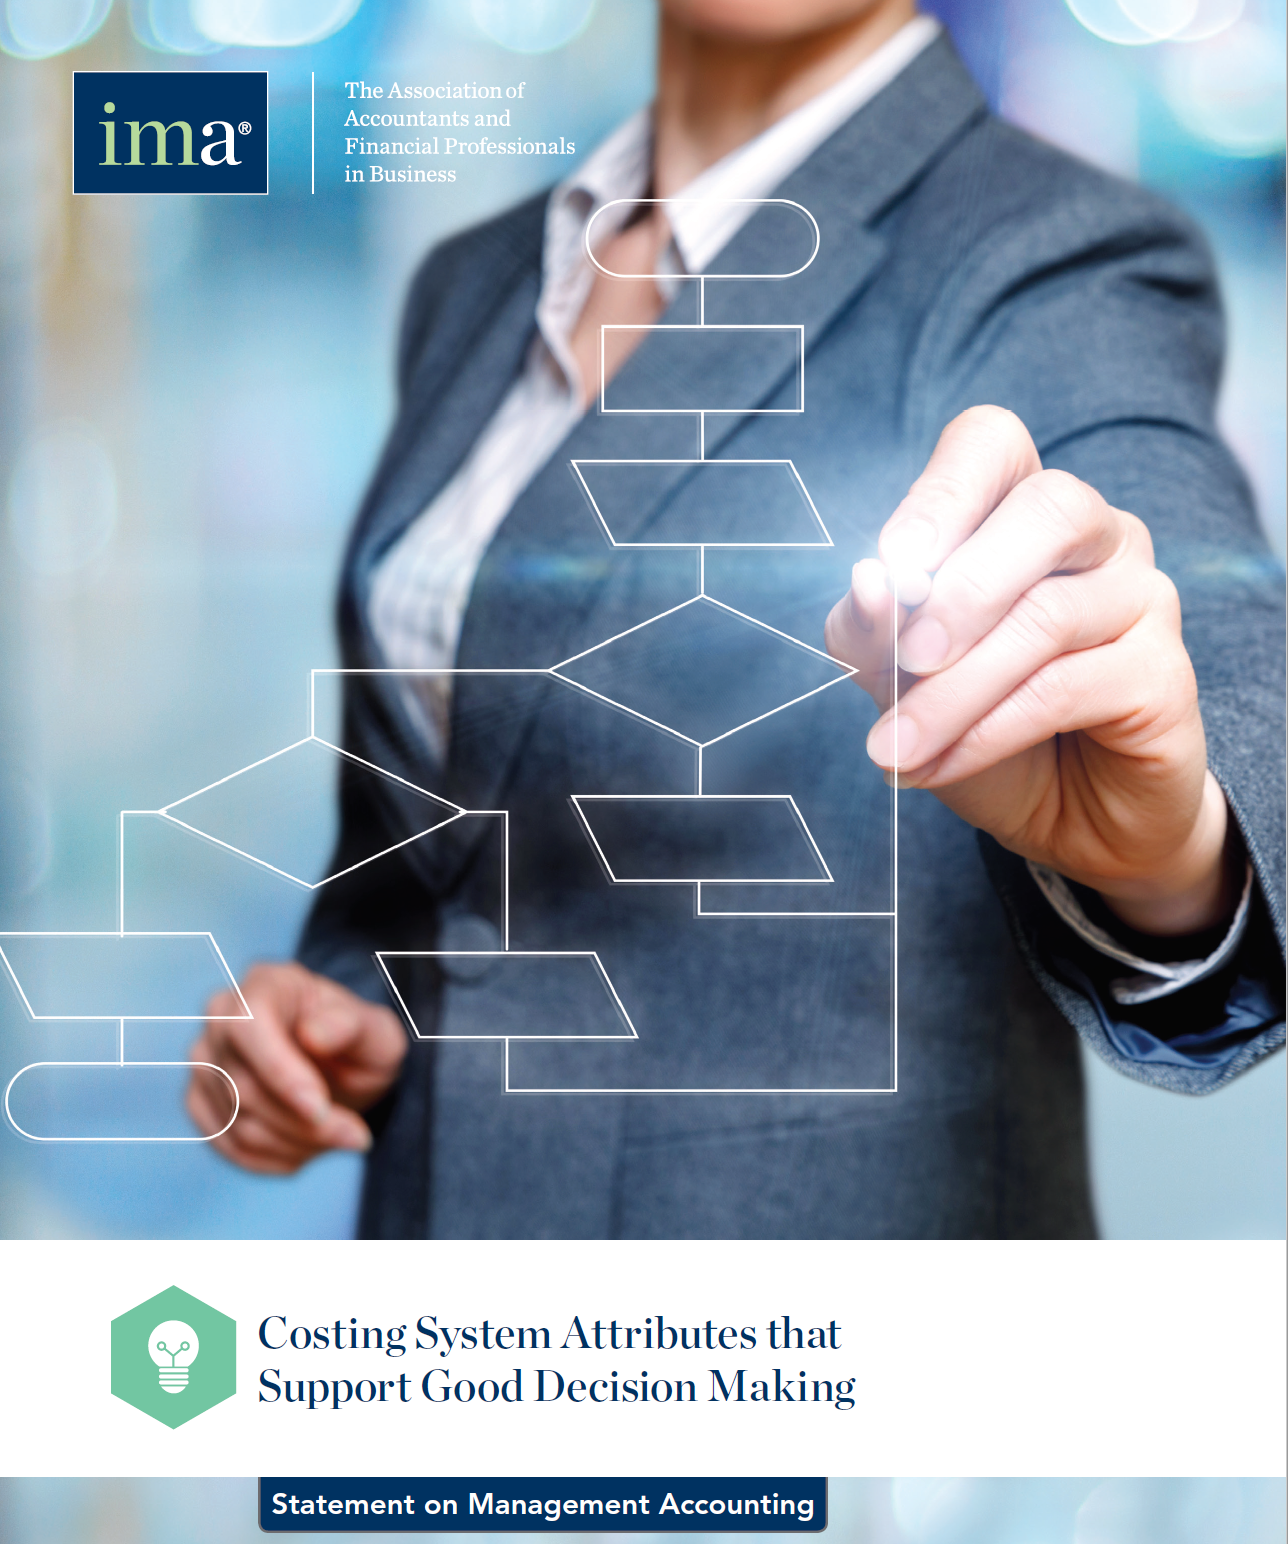 ima®
The Association of
Accountants and
Financial Professionals
in Business
Costing System Attributes that
Support Good Decision Making
Statement on Management Accounting